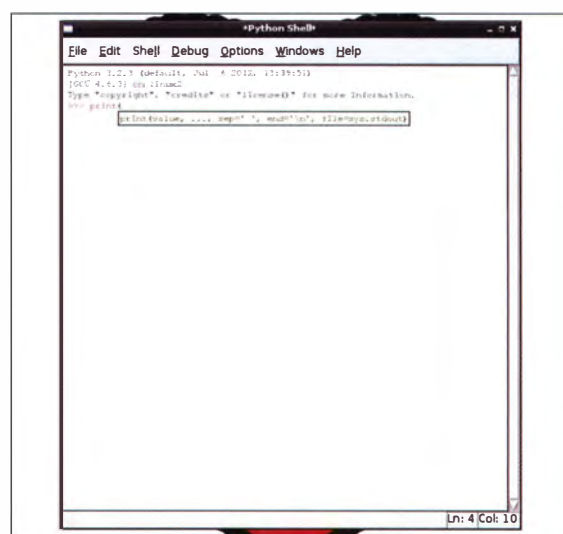 *Python Shell*
File Edit Shell Debug Options Windows Help
Python 3.2.3 (default, Jul 6 2012, 13:39:51)
[GCC 4.6.3] on linux2
Type "copyright", "credits" or "license()" for more information.
>>> print(
print(value, ..., sep=' ', end='\n', file=sys.stdout)
Ln: 4 Col: 10